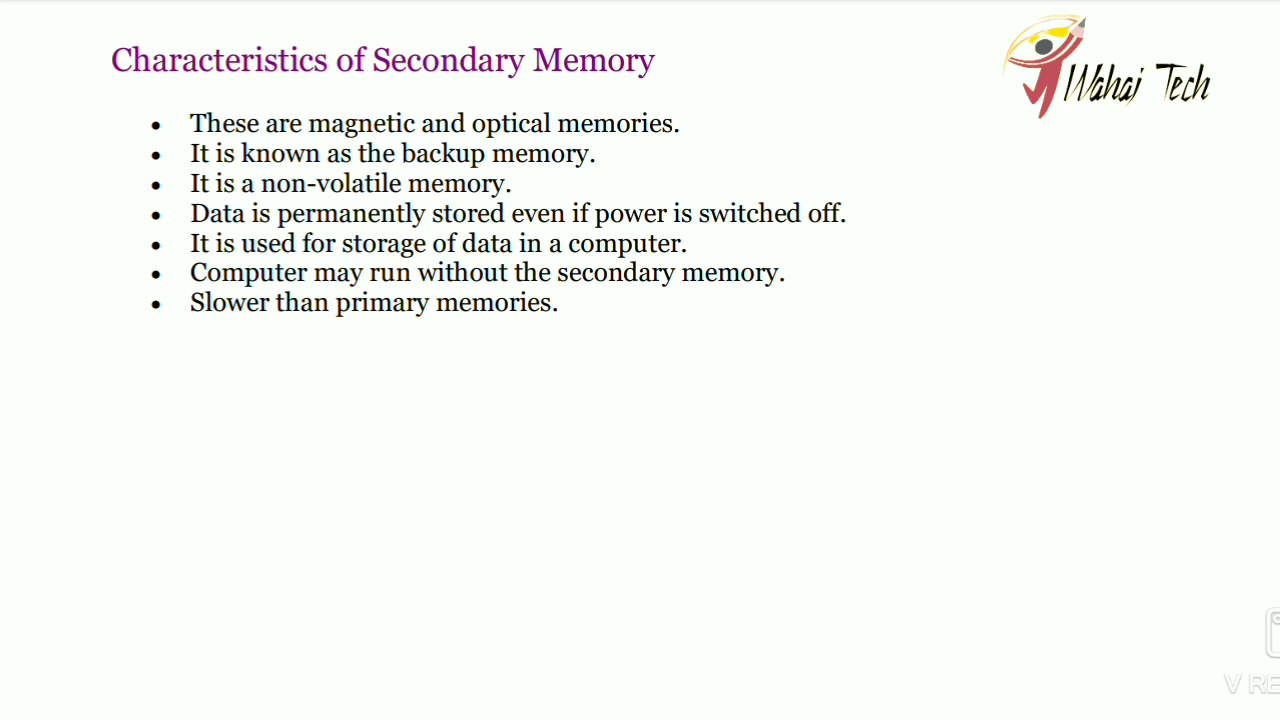 Characteristics of Secondary Memory
Wahaj Tech
• These are magnetic and optical memories.
• It is known as the backup memory.
• It is a non-volatile memory.
• Data is permanently stored even if power is switched off.
• It is used for storage of data in a computer.
• Computer may run without the secondary memory.
• Slower than primary memories.
V RE